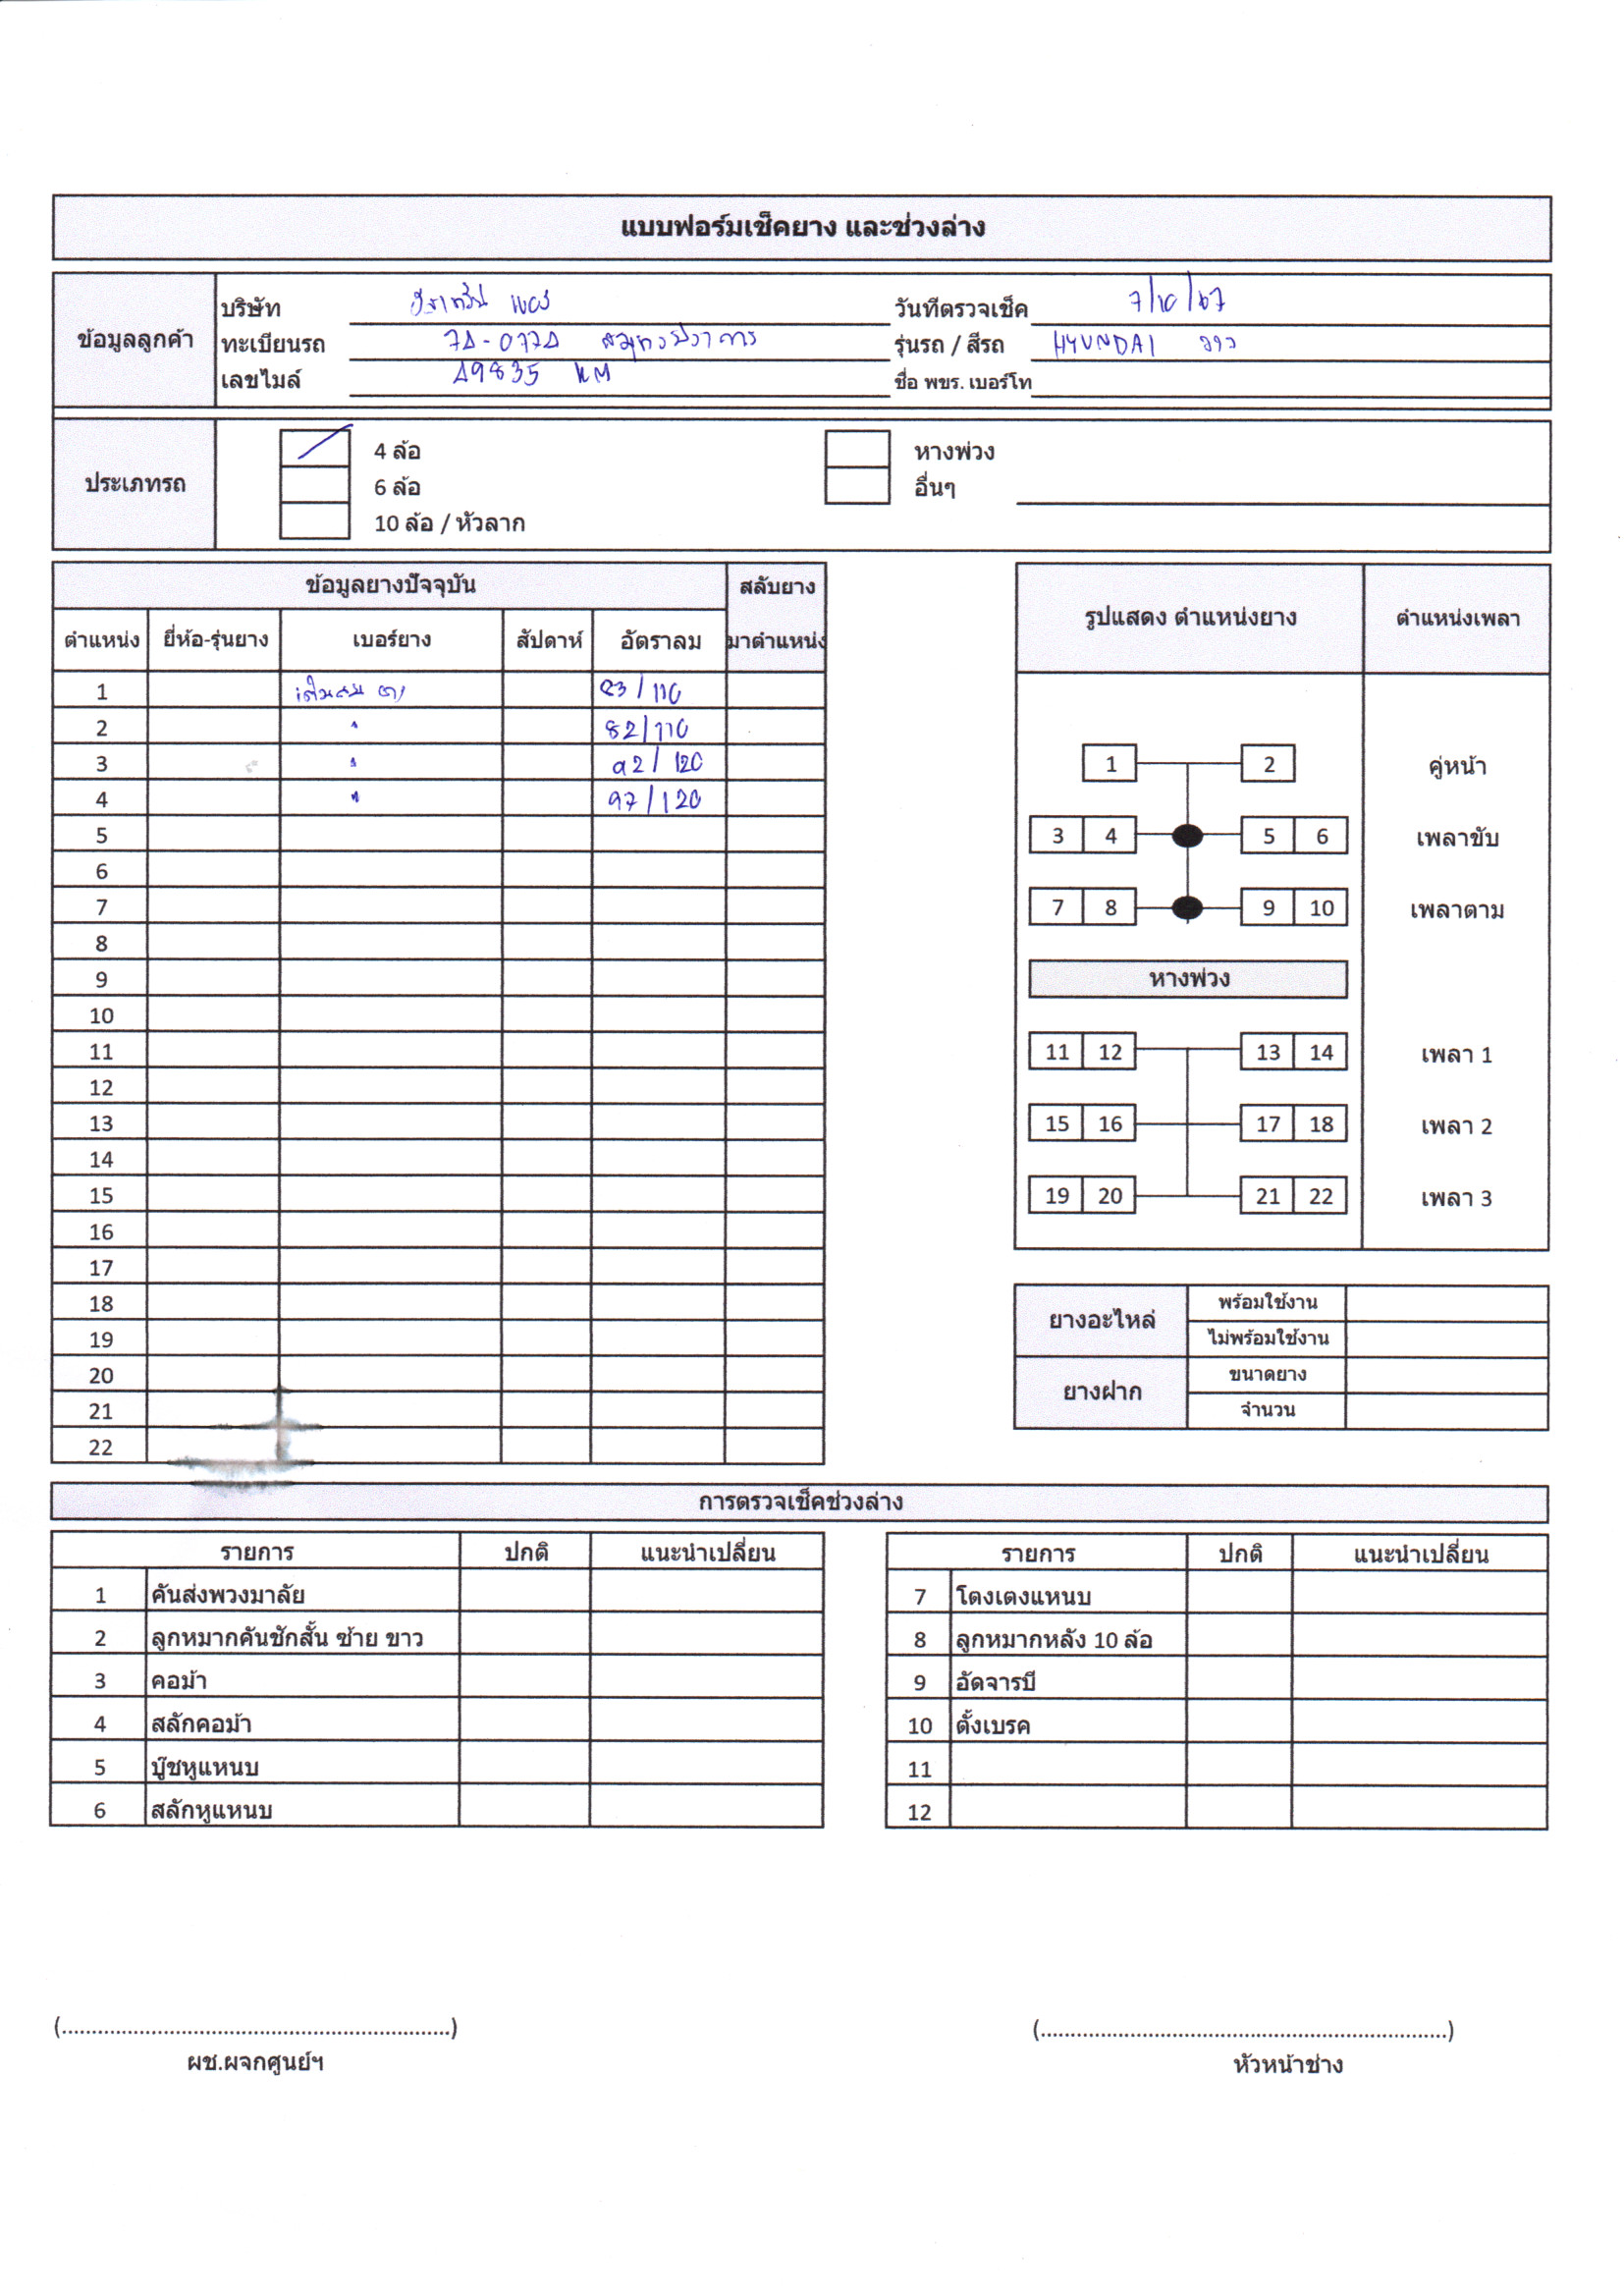 แบบฟอร์มเช็คยาง และช่วงล่าง
ข้อมูลลูกค้า
บริษัท
วันที่ตรวจเช็ค 7/10/67
ทะเบียนรถ สมุทรปราการ
รุ่นรถ / สีรถ HYUNDAI ขาว
เลขไมล์ 49835 KM
ชื่อ พขร. เบอร์โท
ประเภทรถ
4 ล้อ
6 ล้อ
10 ล้อ / หัวลาก
หางพ่วง
อื่นๆ
ข้อมูลยางปัจจุบัน สลับยาง
ตำแหน่ง ยี่ห้อ-รุ่นยาง เบอร์ยาง สัปดาห์ อัตราลม มาตำแหน่ง
1 เติมลม 83/110
2 " 82/110
3 " 92/120
4 " 97/120
5
6
7
8
9
10
11
12
13
14
15
16
17
18
19
20
21
22
รูปแสดง ตำแหน่งยาง ตำแหน่งเพลา
1 2 คู่หน้า
3 4 5 6 เพลาขับ
7 8 9 10 เพลาตาม
หางพ่วง
11 12 13 14 เพลา 1
15 16 17 18 เพลา 2
19 20 21 22 เพลา 3
ยางอะไหล่ พร้อมใช้งาน
ไม่พร้อมใช้งาน
ยางฝาก ขนาดยาง
จำนวน
การตรวจเช็คช่วงล่าง
รายการ ปกติ แนะนำเปลี่ยน
1 คันส่งพวงมาลัย
2 ลูกหมากคันชักสั้น ซ้าย ขาว
3 คอม้า
4 สลักคอม้า
5 บู๊ชหูแหนบ
6 สลักหูแหนบ
รายการ ปกติ แนะนำเปลี่ยน
7 โตงเตงแหนบ
8 ลูกหมากหลัง 10 ล้อ
9 อัดจารบี
10 ตั้งเบรค
11
12
(................................................................)
ผช.ผจกศูนย์ฯ
(...................................................................)
หัวหน้าช่าง